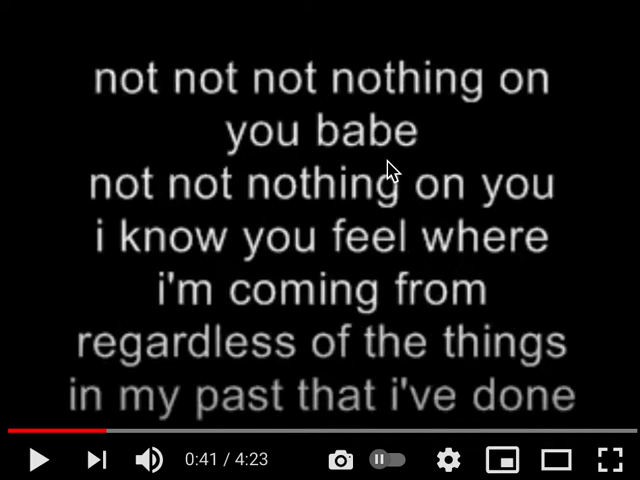 not not not nothing on
you babe
not not nothing on you
i know you feel where
i'm coming from
regardless of the things
in my past that i've done
0:41 / 4:23